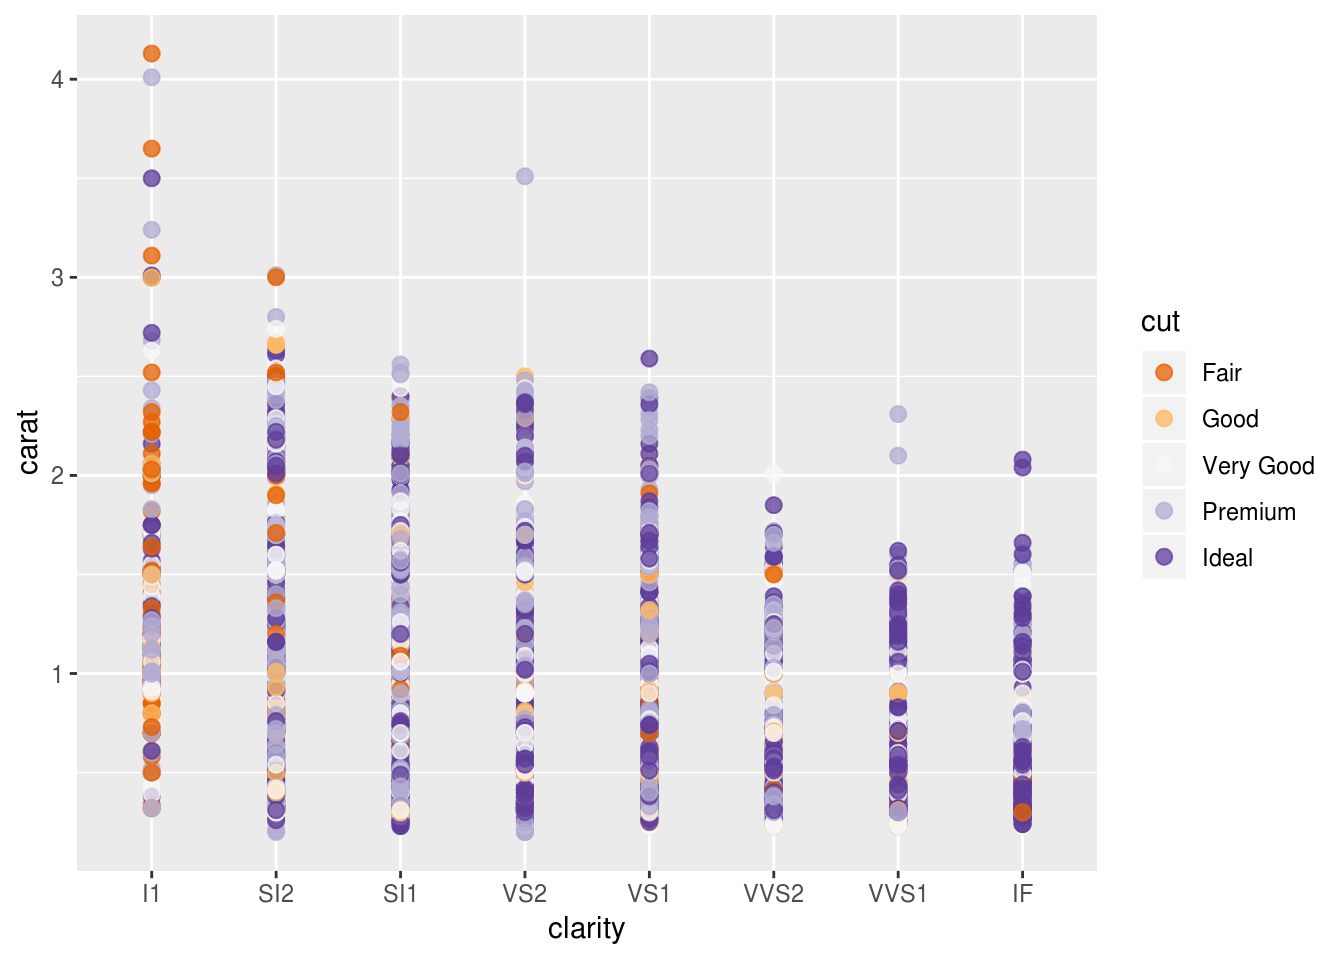 4
3
2
1
carat
I1 SI2 SI1 VS2 VS1 VVS2 VVS1 IF
clarity
cut
Fair
Good
Very Good
Premium
Ideal